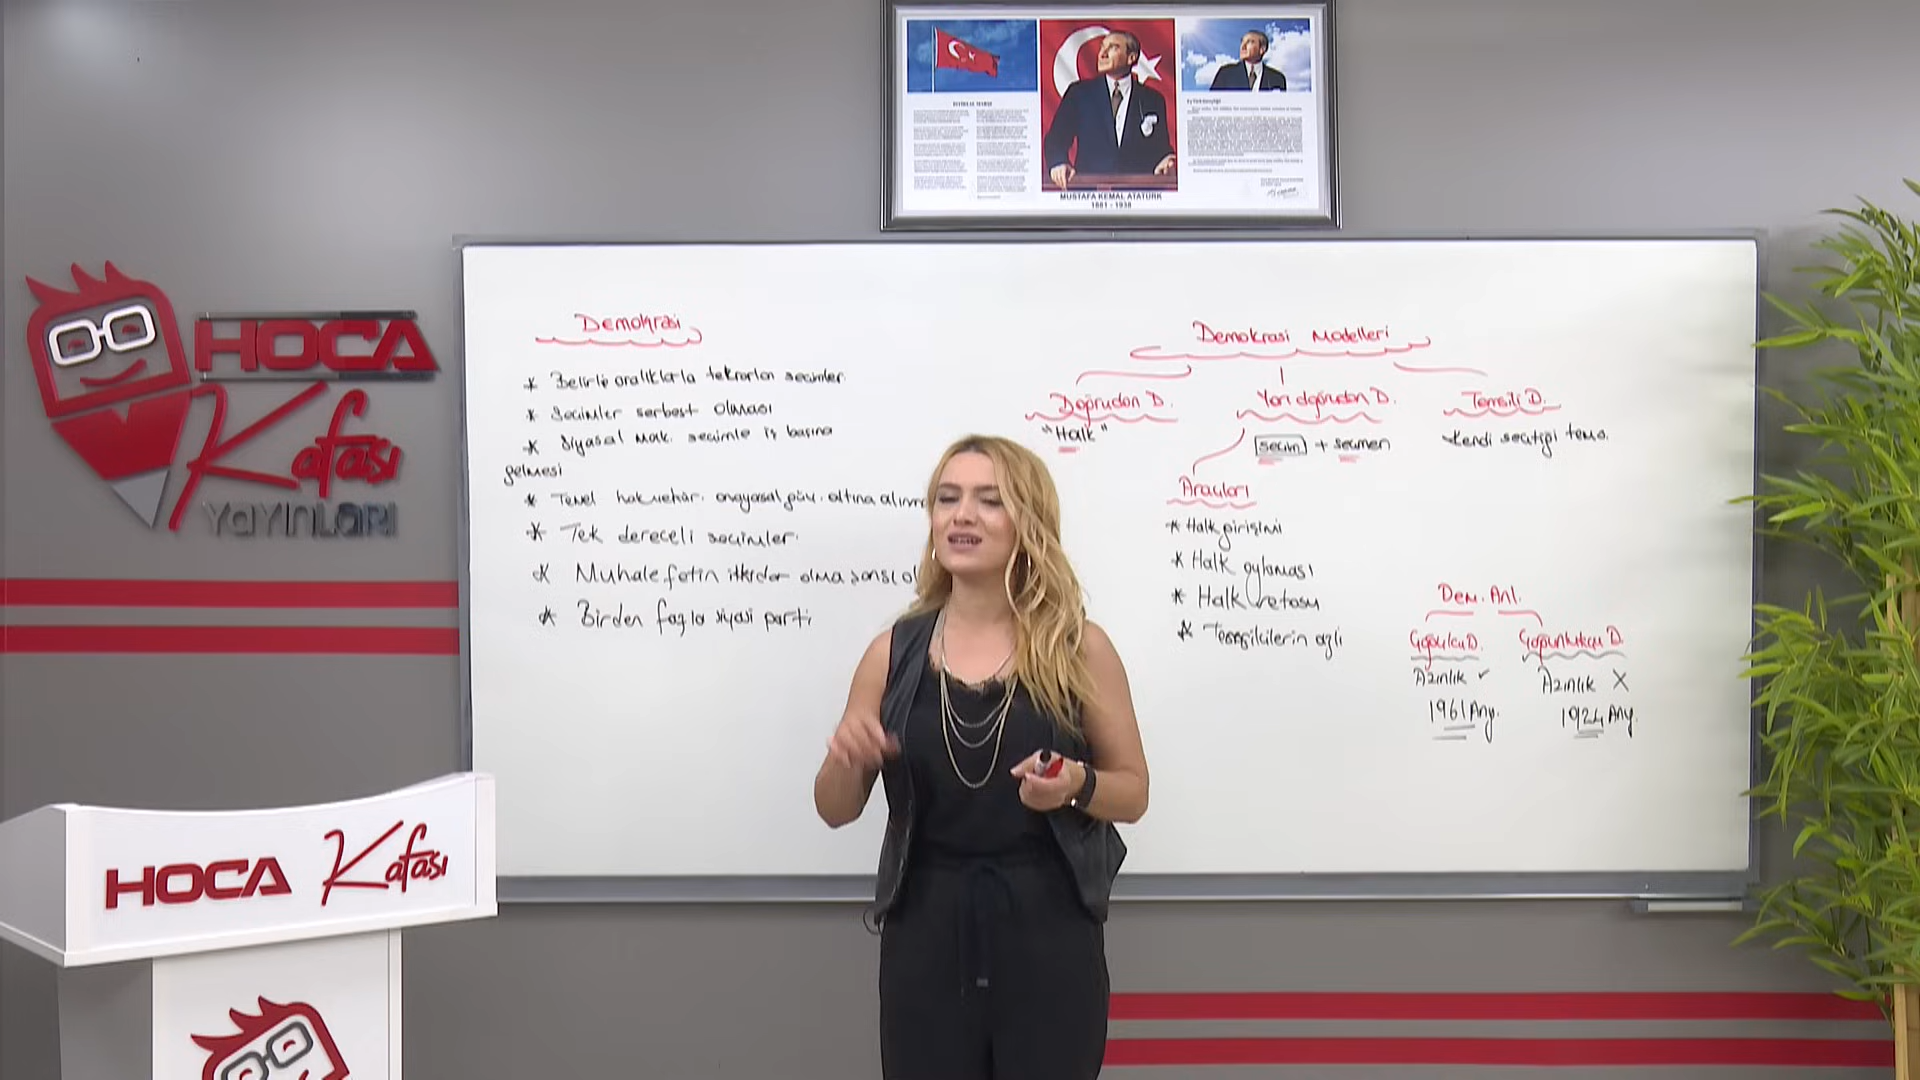 MUSTAFA KEMAL ATATÜRK
1881 - 1938
HOCA
Kafası
YAYINLARI
Demokrasi
* Belirli aralıklarla tekrarlan seçimler
* Seçimler serbest olması
* Siyasal mak. seçimle iş başına
gelmesi
* Temel hak ve hür. anayasal güv. altına alınm
* Tek dereceli seçimler
* Muhalefetin iktidar olma şansı ol
* Birden fazla siyasi parti
Demokrasi Modelleri
Doğrudan D.
"Halk"
Yarı doğrudan D.
seçim + seçmen
Araçları
* Halk girişimi
* Halk oylaması
* Halk vetosu
* Temsilcilerin azli
Temsili D.
Kendi seçtiği tems.
Dem. Anl.
Çoğulcu D.
Azınlık ✓
1961 Any.
Çoğunlukçu D.
Azınlık X
1924 Any.
HOCA Kafası